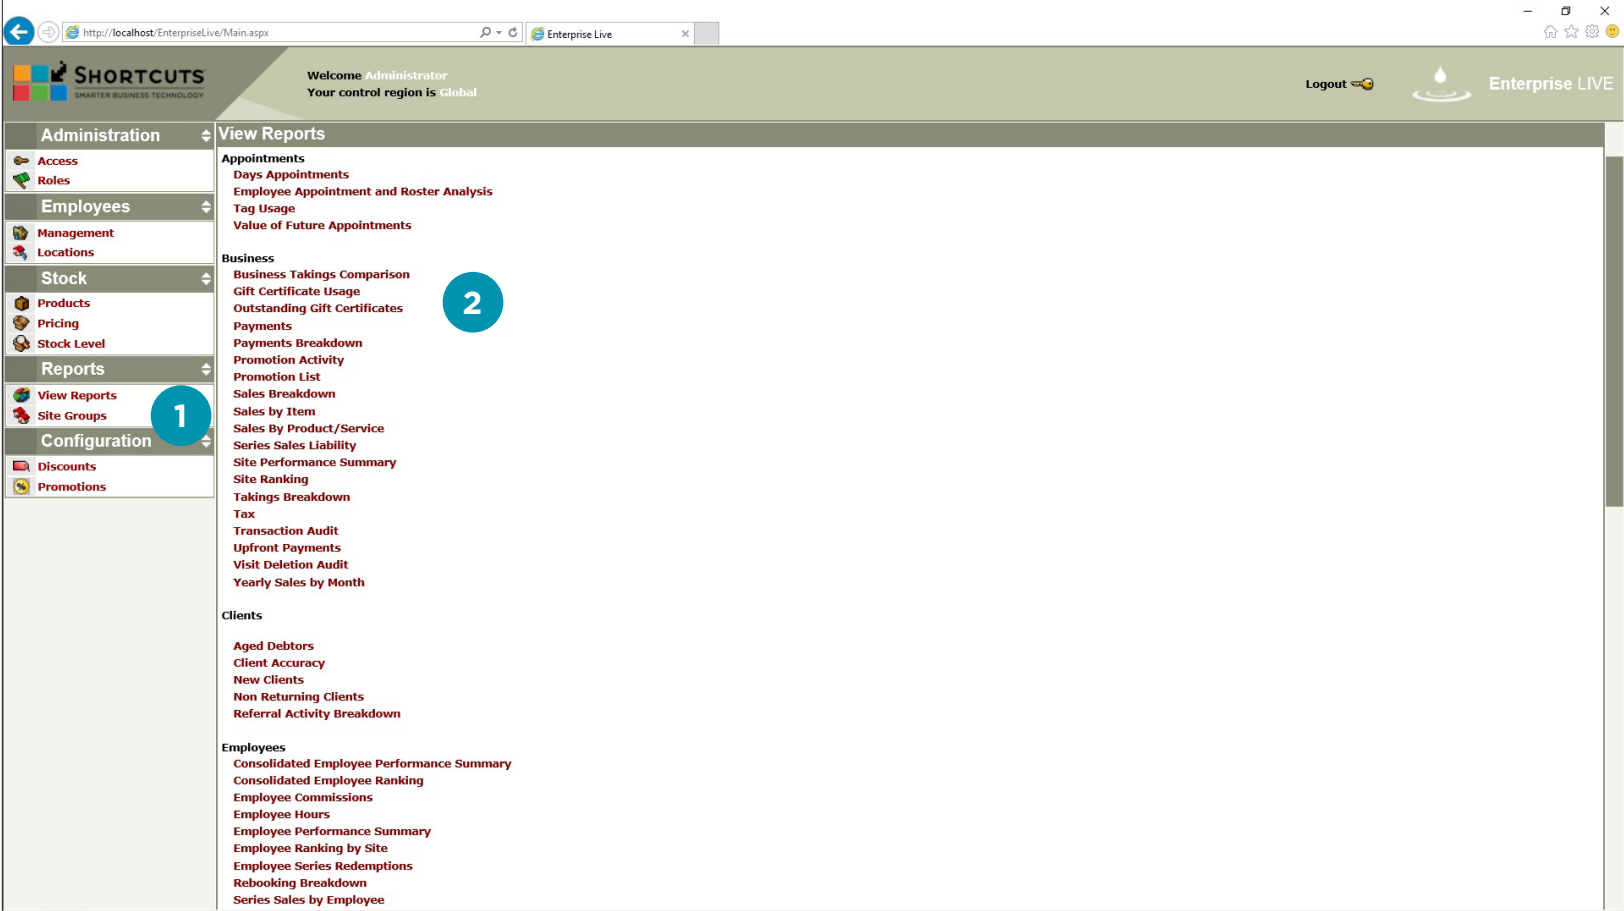 http://localhost/EnterpriseLive/Main.aspx
Enterprise Live
SHORTCUTS
SMARTER BUSINESS TECHNOLOGY
Welcome Administrator
Your control region is Global
Logout
Enterprise LIVE
Administration
Access
Roles
Employees
Management
Locations
Stock
Products
Pricing
Stock Level
Reports
View Reports
Site Groups
1
Configuration
Discounts
Promotions
View Reports
Appointments
Days Appointments
Employee Appointment and Roster Analysis
Tag Usage
Value of Future Appointments
Business
Business Takings Comparison
Gift Certificate Usage
Outstanding Gift Certificates
2
Payments
Payments Breakdown
Promotion Activity
Promotion List
Sales Breakdown
Sales by Item
Sales By Product/Service
Series Sales Liability
Site Performance Summary
Site Ranking
Takings Breakdown
Tax
Transaction Audit
Upfront Payments
Visit Deletion Audit
Yearly Sales by Month
Clients
Aged Debtors
Client Accuracy
New Clients
Non Returning Clients
Referral Activity Breakdown
Employees
Consolidated Employee Performance Summary
Consolidated Employee Ranking
Employee Commissions
Employee Hours
Employee Performance Summary
Employee Ranking by Site
Employee Series Redemptions
Rebooking Breakdown
Series Sales by Employee